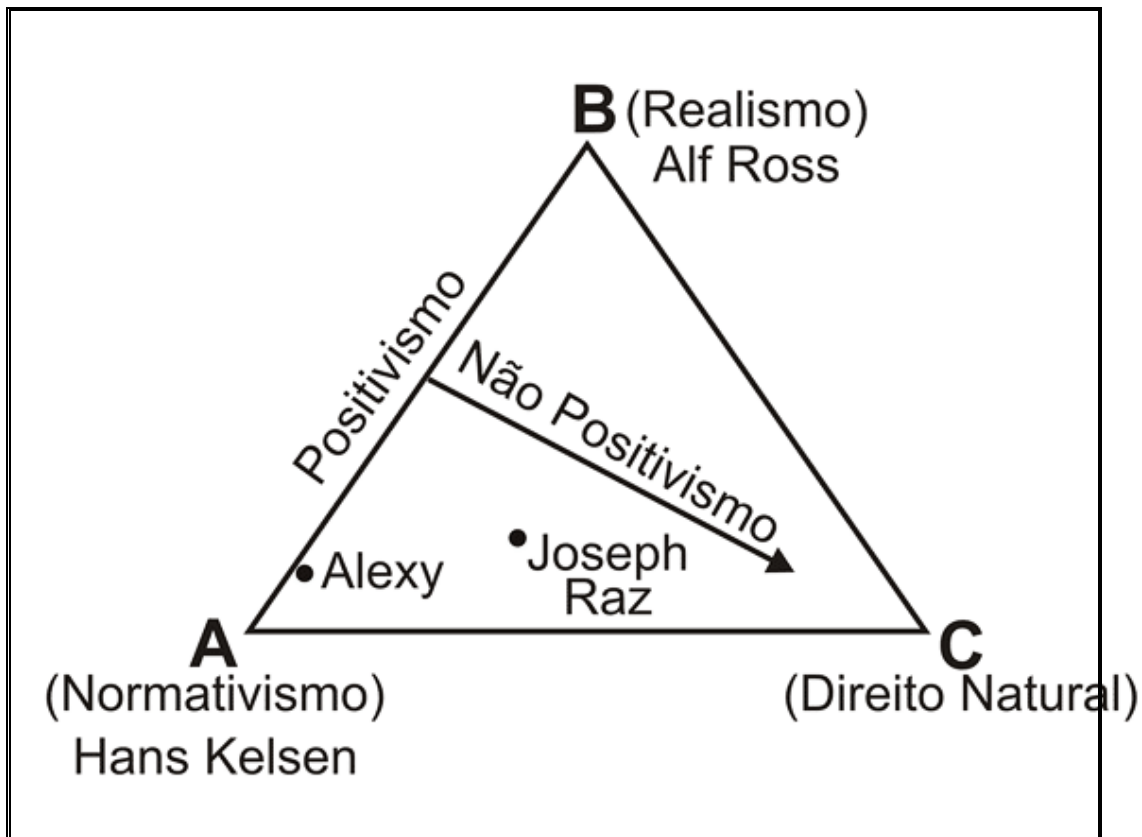 B (Realismo)
Alf Ross
Positivismo
Não Positivismo
Alexy
Joseph
Raz
A
C
(Normativismo)
(Direito Natural)
Hans Kelsen